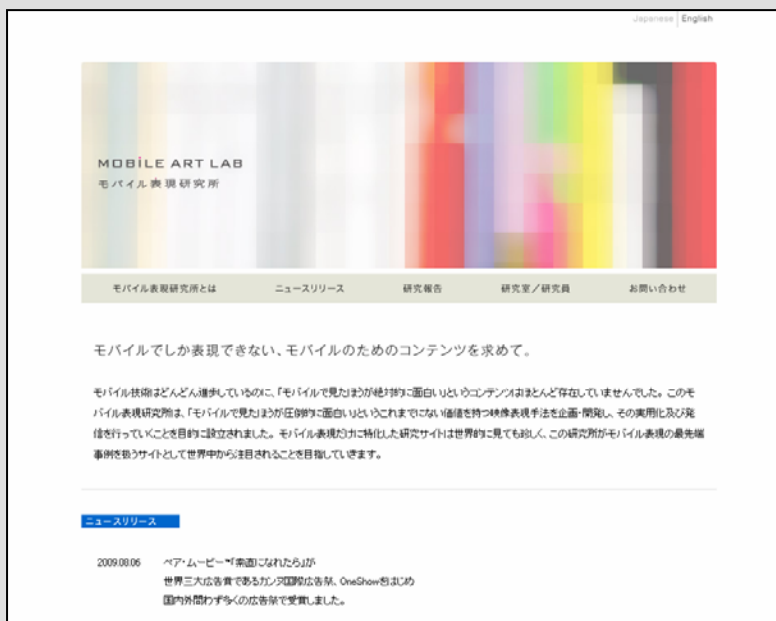 Japanese English
MOBiLE ART LAB
モバイル表現研究所
モバイル表現研究所とは ニュースリリース 研究報告 研究室／研究員 お問い合わせ
モバイルでしか表現できない、モバイルのためのコンテンツを求めて。
モバイル技術はどんどん進歩しているのに、「モバイルで見たほうが絶対的に面白い」というコンテンツはほとんど存在していませんでした。このモ
バイル表現研究所は、「モバイルで見たほうが圧倒的に面白い」というこれまでにない価値を持つ映像表現手法を企画・開発し、その実用化及び発
信を行っていくことを目的に設立されました。モバイル表現だけに特化した研究サイトは世界的に見ても珍しく、この研究所がモバイル表現の最先端
事例を扱うサイトとして世界中から注目されることを目指していきます。
ニュースリリース
2009.08.06 ペア・ムービー™「素直になれたら」が
世界三大広告賞であるカンヌ国際広告祭、OneShowをはじめ
国内外問わず多くの広告祭で受賞しました。